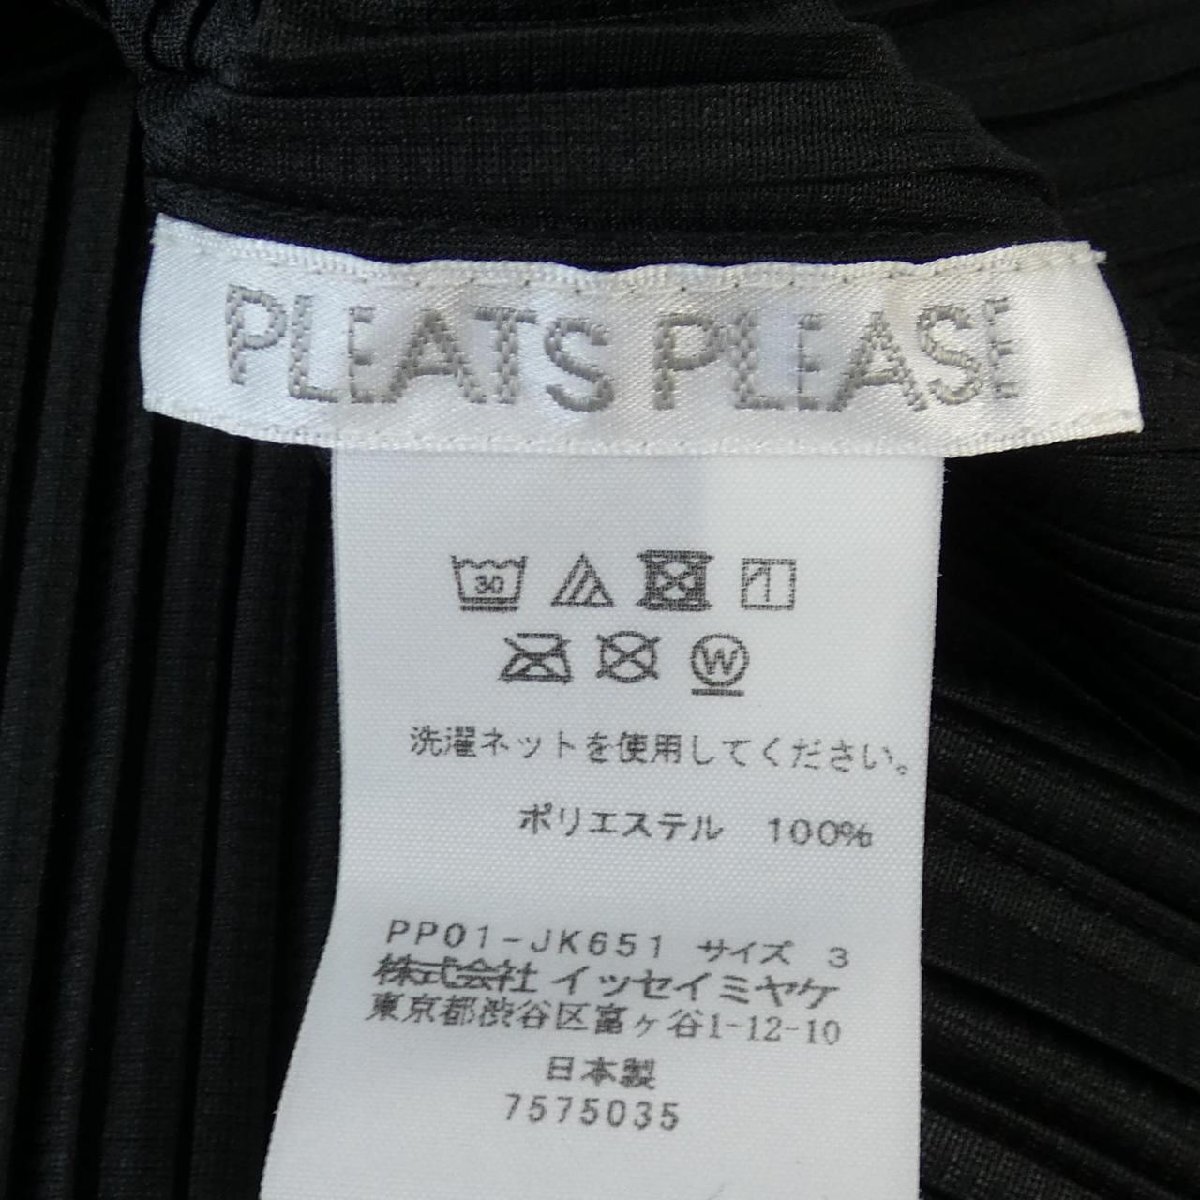 PLEATS PLEASE
30
W
洗濯ネットを使用してください。
ポリエステル 100%
PP01-JK651 サイズ 3
株式会社 イッセイミヤケ
東京都渋谷区富ヶ谷1-12-10
日本製
7575035